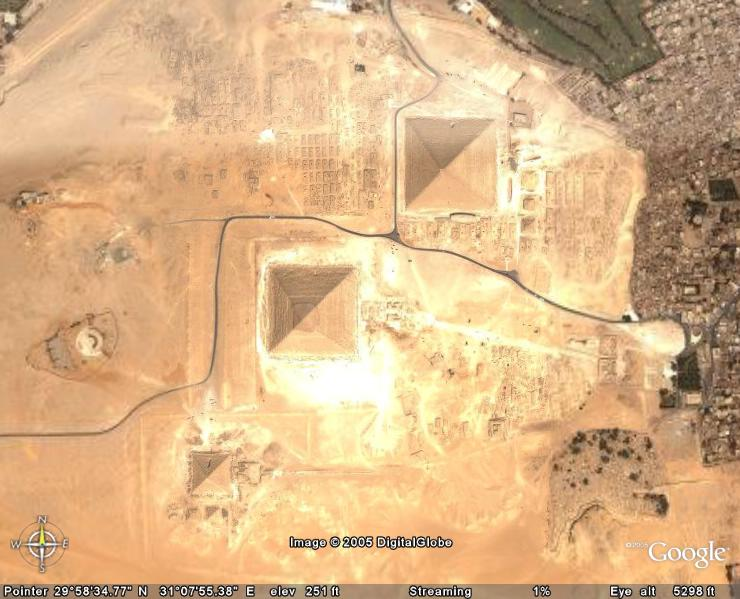 N
W E
S
Image © 2005 DigitalGlobe
©2005 Google™
Pointer 29°58'34.77" N 31°07'55.38" E elev 251 ft Streaming 1% Eye alt 5298 ft